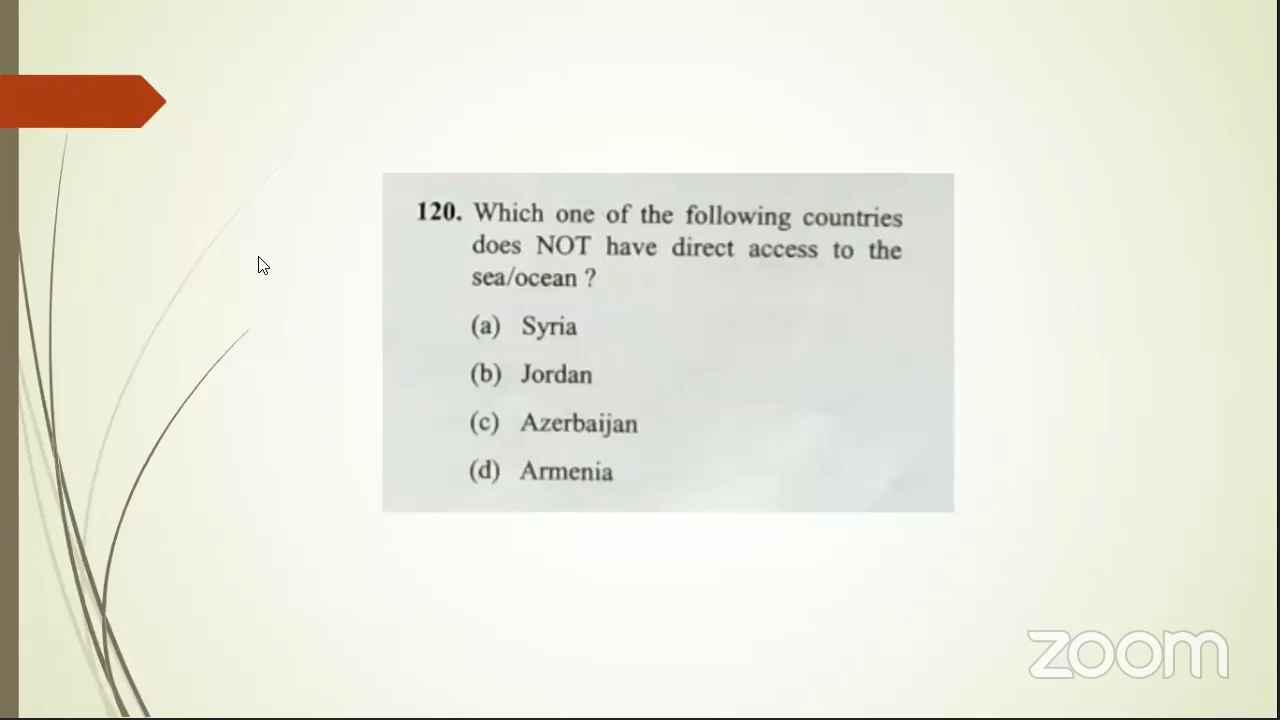 120. Which one of the following countries
does NOT have direct access to the
sea/ocean ?
(a) Syria
(b) Jordan
(c) Azerbaijan
(d) Armenia
zoom